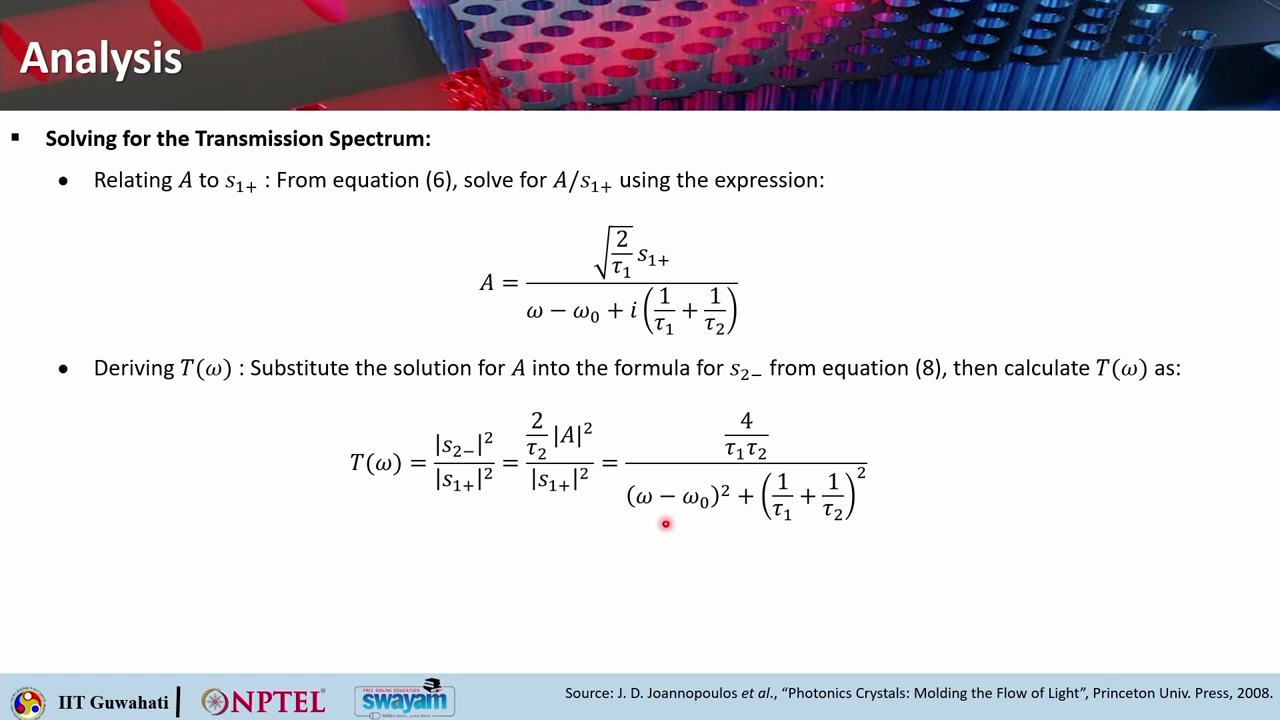 Analysis
▪ Solving for the Transmission Spectrum:
• Relating A to s₁₊ : From equation (6), solve for A/s₁₊ using the expression:
A = √(2/τ₁) s₁₊ / (ω − ω₀ + i(1/τ₁ + 1/τ₂))
• Deriving T(ω) : Substitute the solution for A into the formula for s₂₋ from equation (8), then calculate T(ω) as:
T(ω) = |s₂₋|² / |s₁₊|² = (2/τ₂)|A|² / |s₁₊|² = (4/(τ₁τ₂)) / ((ω − ω₀)² + (1/τ₁ + 1/τ₂)²)
IIT Guwahati
NPTEL
FREE ONLINE EDUCATION
swayam
Source: J. D. Joannopoulos et al., “Photonic Crystals: Molding the Flow of Light”, Princeton Univ. Press, 2008.